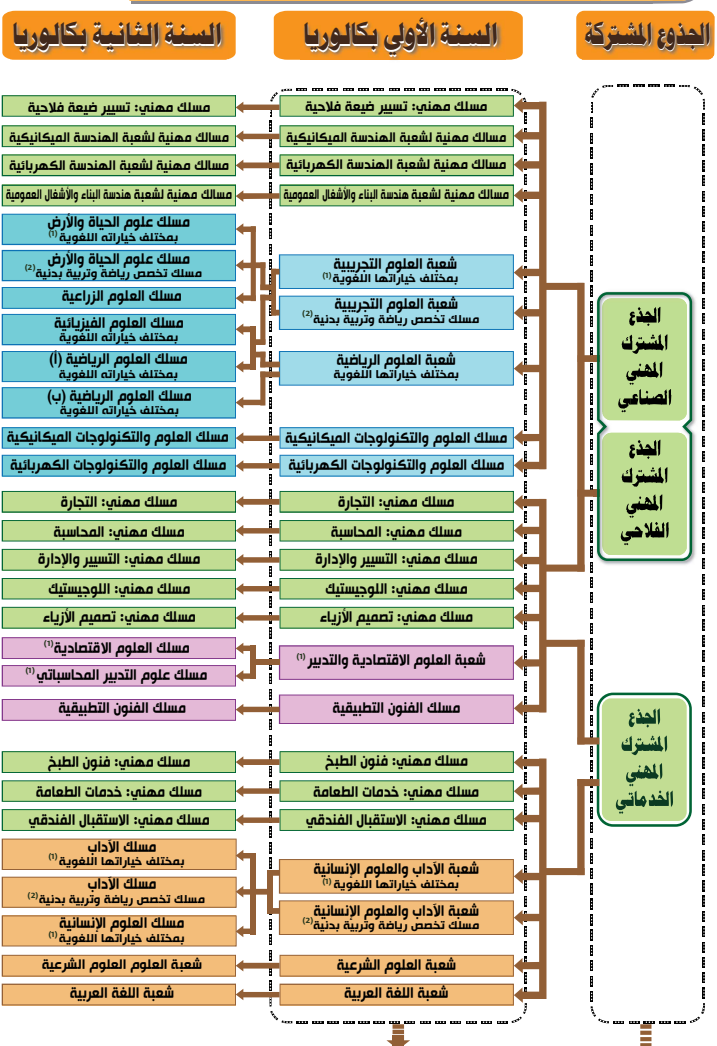 الجذوع المشتركة
السنة الأولي بكالوريا
السنة الثانية بكالوريا
الجذع
المشترك
المهني
الصناعي
الجذع
المشترك
المهني
الفلاحي
الجذع
المشترك
المهني
الخدماتي
مسلك مهني: تسيير ضيعة فلاحية
مسالك مهنية لشعبة الهندسة الميكانيكية
مسالك مهنية لشعبة الهندسة الكهربائية
مسالك مهنية لشعبة هندسة البناء والأشغال العمومية
شعبة العلوم التجريبية
بمختلف خياراتها اللغوية (1)
شعبة العلوم التجريبية
مسلك تخصص رياضة وتربية بدنية (2)
شعبة العلوم الرياضية
بمختلف خياراتها اللغوية (1)
مسلك العلوم والتكنولوجات الميكانيكية
مسلك العلوم والتكنولوجات الكهربائية
مسلك مهني: التجارة
مسلك مهني: المحاسبة
مسلك مهني: التسيير والإدارة
مسلك مهني: اللوجيستيك
مسلك مهني: تصميم الأزياء
شعبة العلوم الاقتصادية والتدبير (1)
مسلك الفنون التطبيقية
مسلك مهني: فنون الطبخ
مسلك مهني: خدمات الطعامة
مسلك مهني: الاستقبال الفندقي
شعبة الآداب والعلوم الإنسانية
بمختلف خياراتها اللغوية (1)
شعبة الآداب والعلوم الإنسانية
مسلك تخصص رياضة وتربية بدنية (2)
شعبة العلوم الشرعية
شعبة اللغة العربية
مسلك مهني: تسيير ضيعة فلاحية
مسالك مهنية لشعبة الهندسة الميكانيكية
مسالك مهنية لشعبة الهندسة الكهربائية
مسالك مهنية لشعبة هندسة البناء والأشغال العمومية
مسلك علوم الحياة والأرض
بمختلف خياراته اللغوية (1)
مسلك علوم الحياة والأرض
مسلك تخصص رياضة وتربية بدنية (2)
مسلك العلوم الزراعية
مسلك العلوم الفيزيائية
بمختلف خياراته اللغوية
مسلك العلوم الرياضية (أ)
بمختلف خياراته اللغوية
مسلك العلوم الرياضية (ب)
بمختلف خياراته اللغوية
مسلك العلوم والتكنولوجات الميكانيكية
مسلك العلوم والتكنولوجات الكهربائية
مسلك مهني: التجارة
مسلك مهني: المحاسبة
مسلك مهني: التسيير والإدارة
مسلك مهني: اللوجيستيك
مسلك مهني: تصميم الأزياء
مسلك العلوم الاقتصادية (1)
مسلك علوم التدبير المحاسباتي (1)
مسلك الفنون التطبيقية
مسلك مهني: فنون الطبخ
مسلك مهني: خدمات الطعامة
مسلك مهني: الاستقبال الفندقي
مسلك الآداب
بمختلف خياراتها اللغوية (1)
مسلك الآداب
مسلك تخصص رياضة وتربية بدنية (2)
مسلك العلوم الإنسانية (1)
بمختلف خياراتها اللغوية
شعبة العلوم العلوم الشرعية
شعبة اللغة العربية